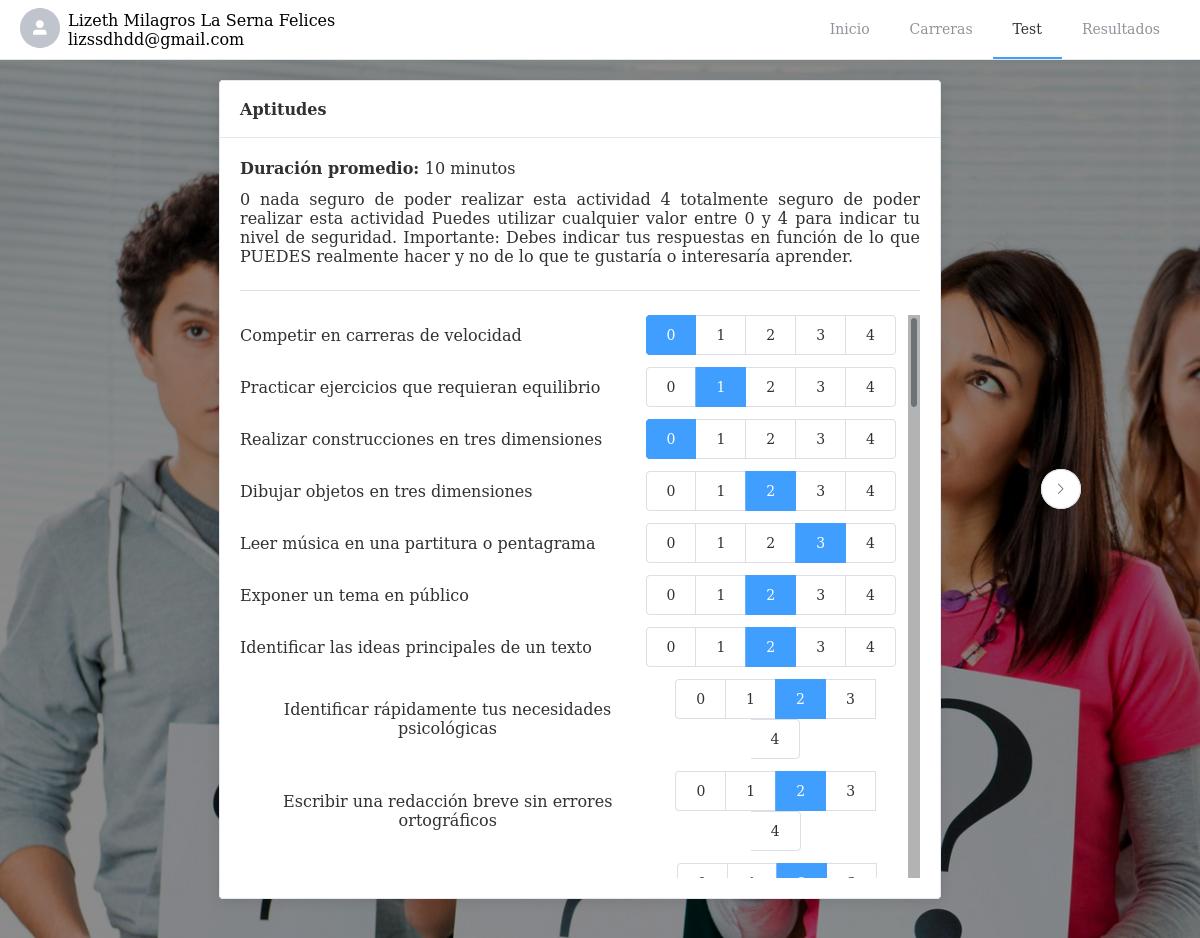 Lizeth Milagros La Serna Felices
lizssdhdd@gmail.com
Inicio Carreras Test Resultados
Aptitudes
Duración promedio: 10 minutos
0 nada seguro de poder realizar esta actividad 4 totalmente seguro de poder
realizar esta actividad Puedes utilizar cualquier valor entre 0 y 4 para indicar tu
nivel de seguridad. Importante: Debes indicar tus respuestas en función de lo que
PUEDES realmente hacer y no de lo que te gustaría o interesaría aprender.
Competir en carreras de velocidad 0 1 2 3 4
Practicar ejercicios que requieran equilibrio 0 1 2 3 4
Realizar construcciones en tres dimensiones 0 1 2 3 4
Dibujar objetos en tres dimensiones 0 1 2 3 4
Leer música en una partitura o pentagrama 0 1 2 3 4
Exponer un tema en público 0 1 2 3 4
Identificar las ideas principales de un texto 0 1 2 3 4
Identificar rápidamente tus necesidades
psicológicas
0 1 2 3
4
Escribir una redacción breve sin errores
ortográficos
0 1 2 3
4
?